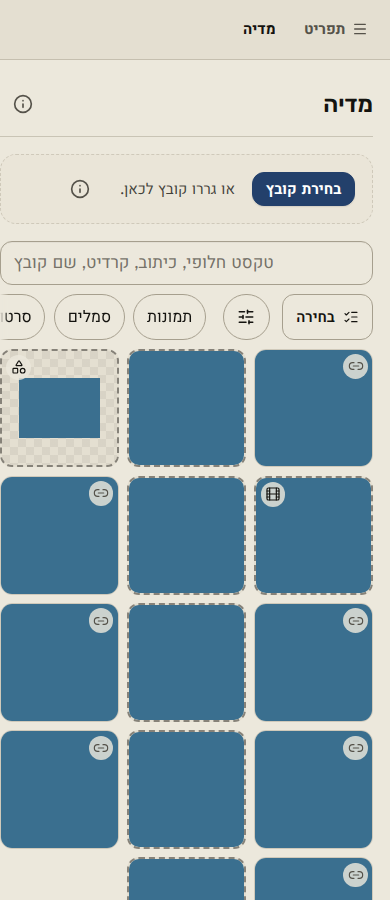 תפריט
מדיה
מדיה
בחירת קובץ
או גררו קובץ לכאן.
טקסט חלופי, כיתוב, קרדיט, שם קובץ
בחירה
תמונות
סמלים